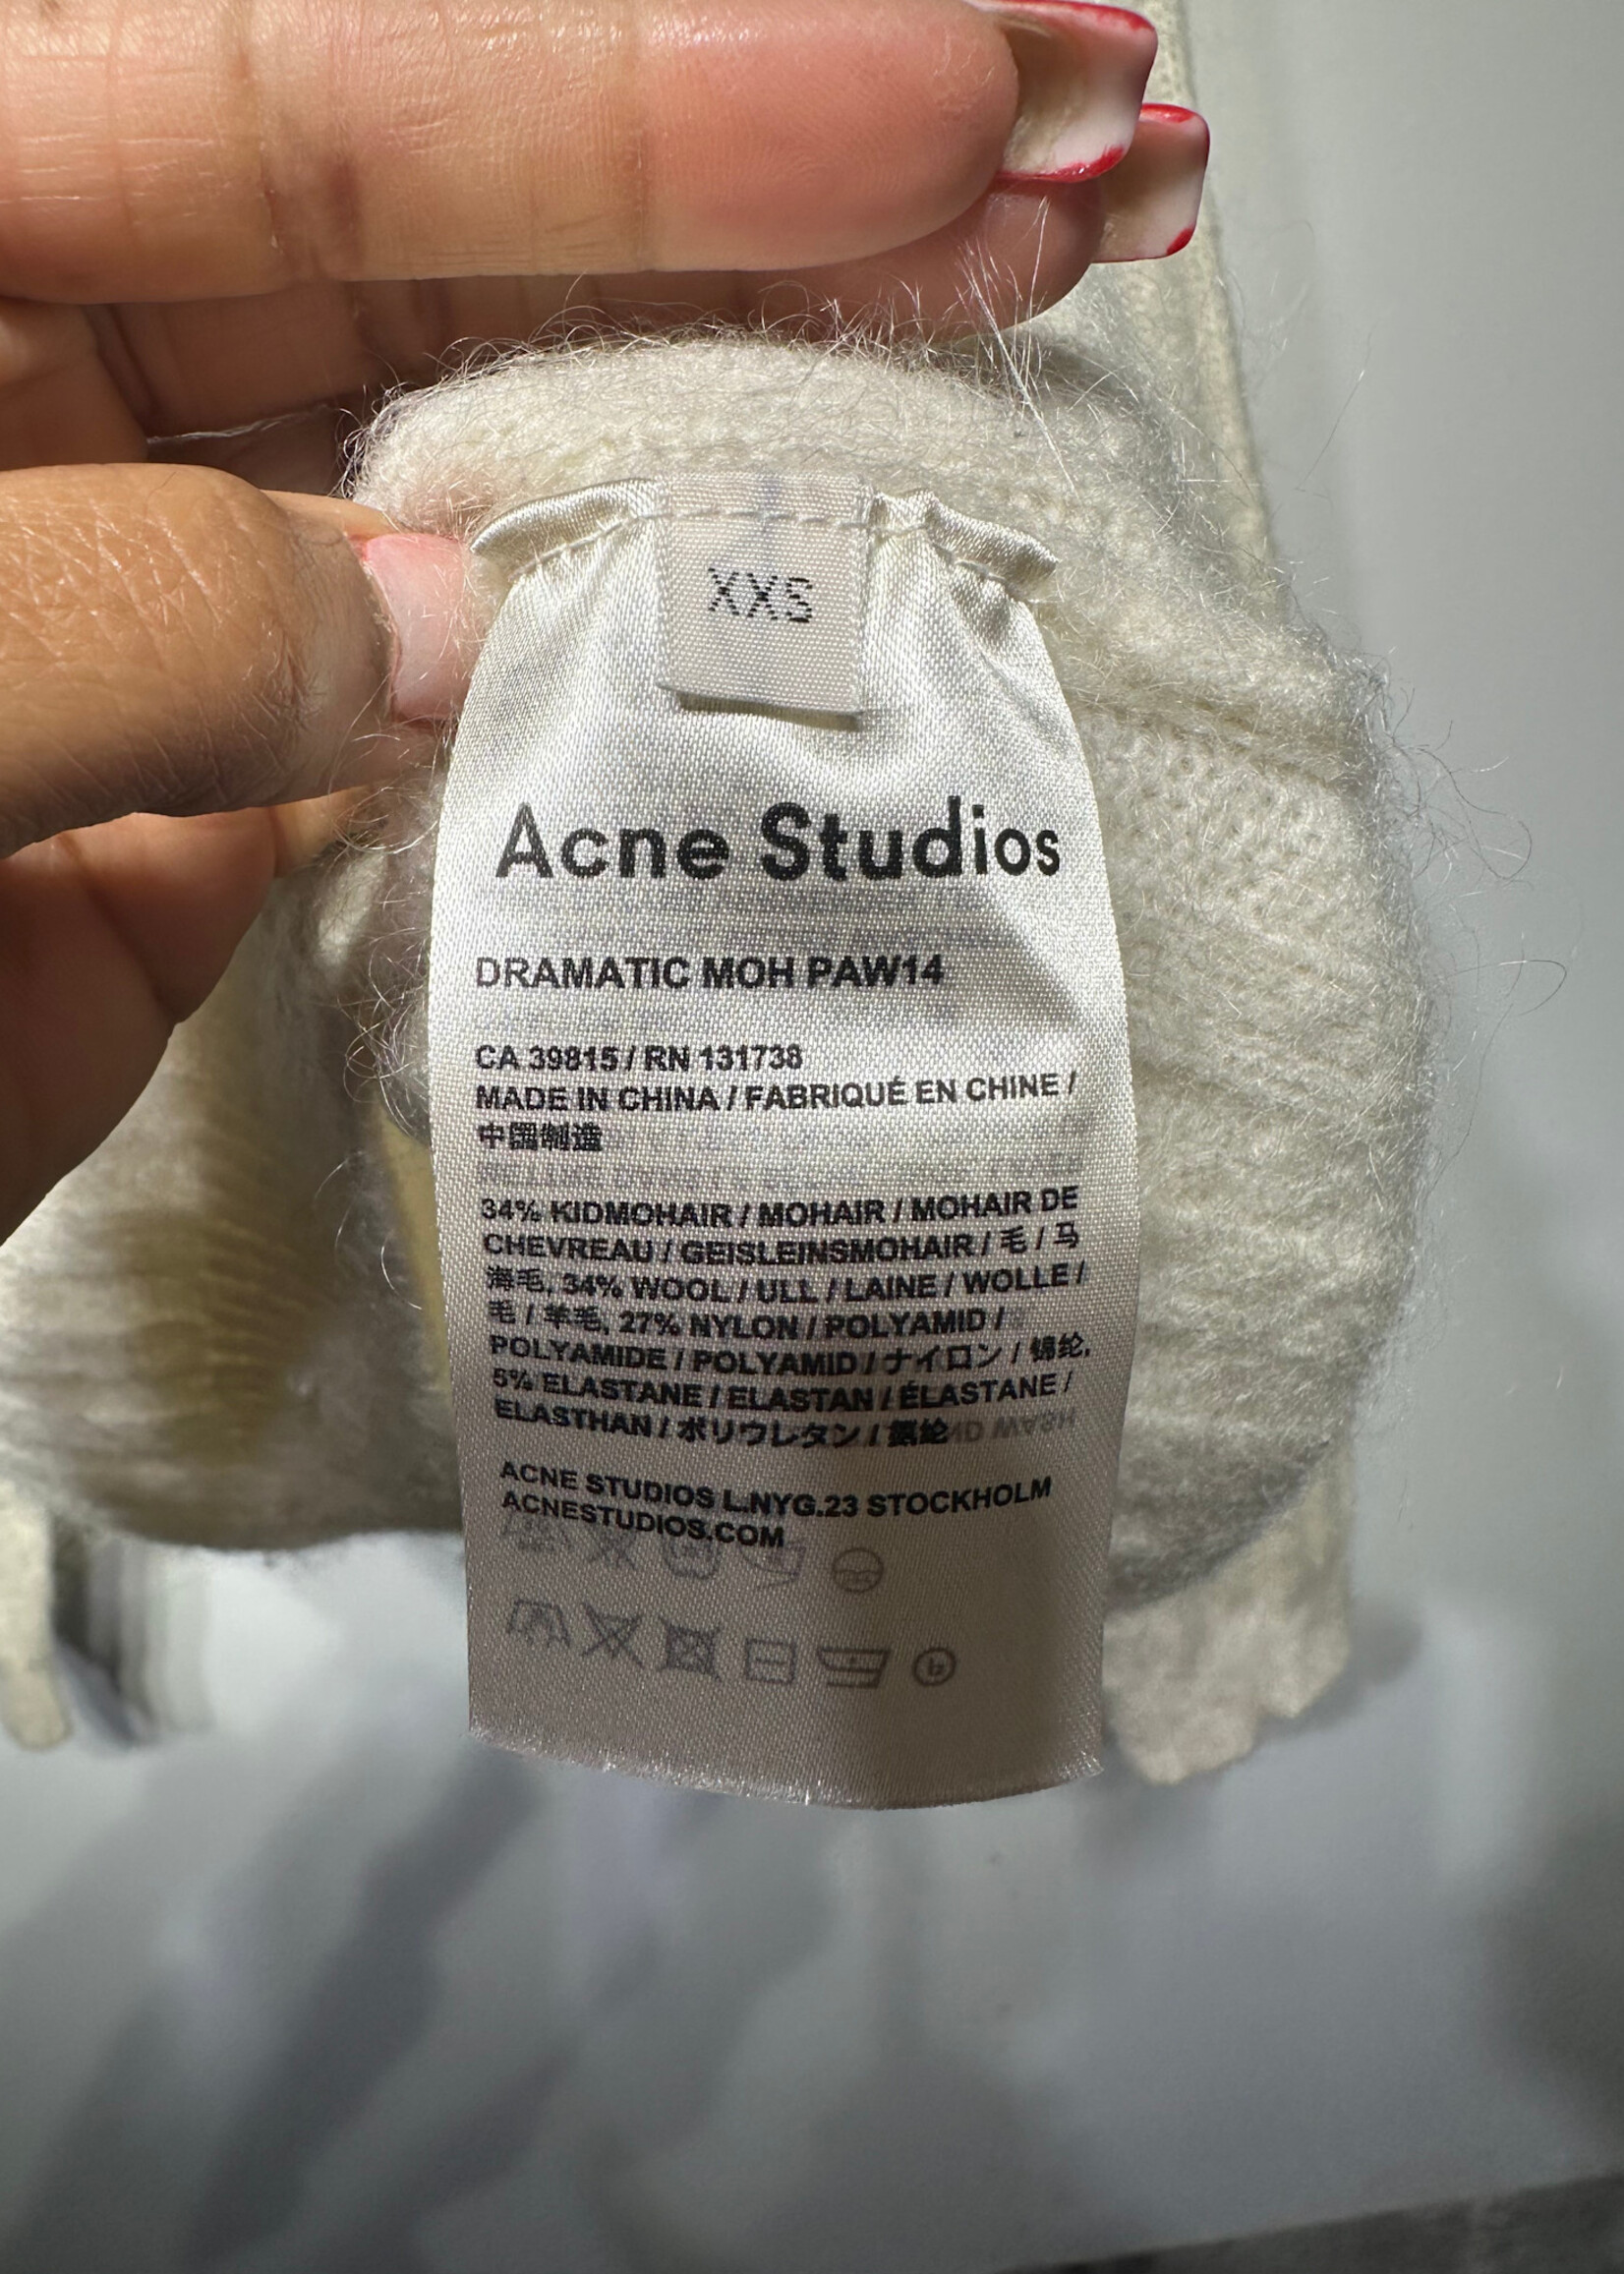 XXS
Acne Studios
DRAMATIC MOH PAW14
CA 39815 / RN 131738
MADE IN CHINA / FABRIQUÉ EN CHINE /
中国制造
34% KIDMOHAIR / MOHAIR / MOHAIR DE
CHEVREAU / GEISLEINSMOHAIR / 毛 / 马
海毛, 34% WOOL / ULL / LAINE / WOLLE /
毛 / 羊毛, 27% NYLON / POLYAMID /
POLYAMIDE / POLYAMID / ナイロン / 锦纶,
5% ELASTANE / ELASTAN / ÉLASTANE /
ELASTHAN / ポリウレタン / 氨纶
ACNE STUDIOS L.NYG.23 STOCKHOLM
ACNESTUDIOS.COM